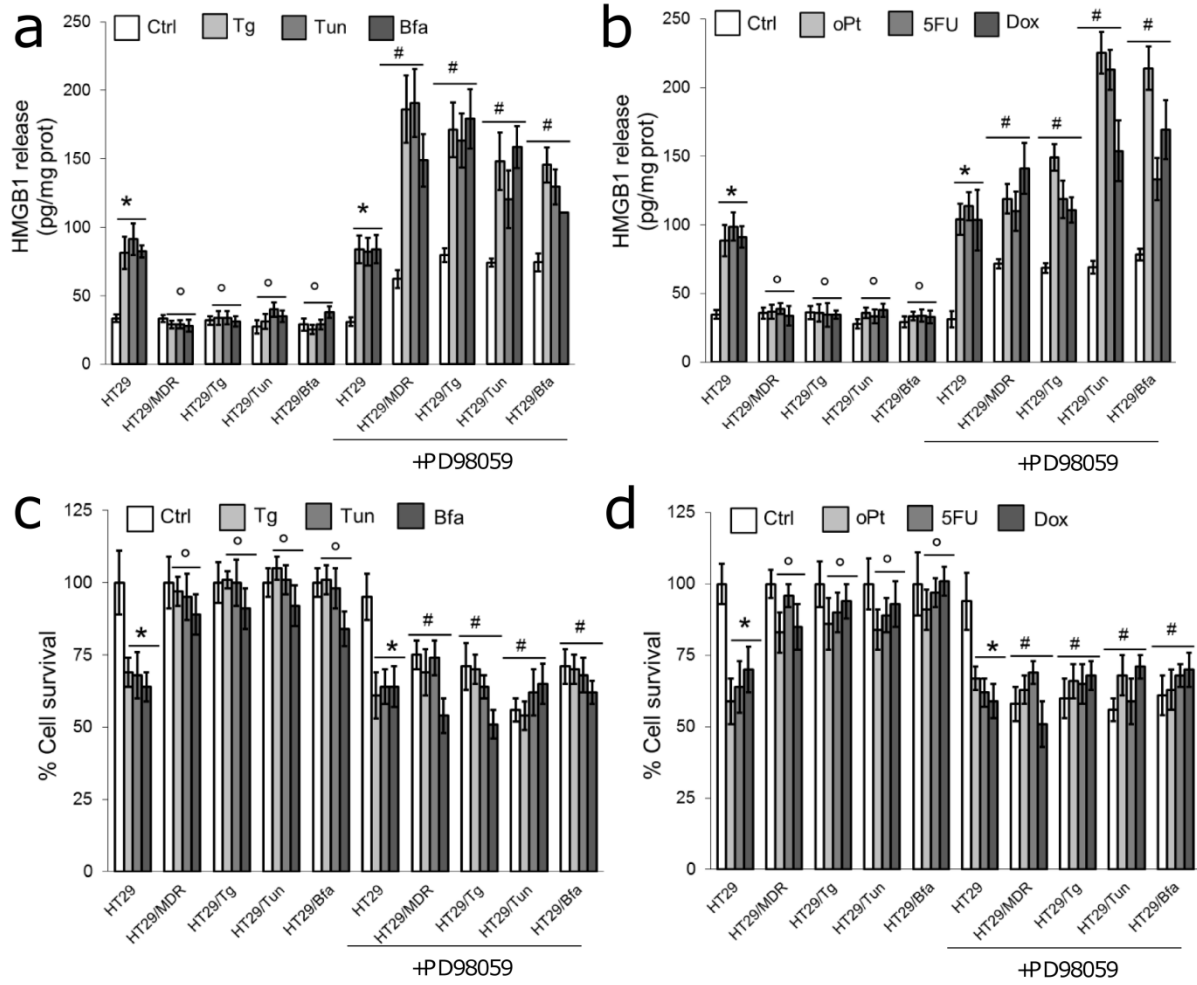 a
Ctrl Tg Tun Bfa
HMGB1 release
(pg/mg prot)
300
250
200
150
100
50
0
* ° ° ° ° * # # # #
HT29 HT29/MDR HT29/Tg HT29/Tun HT29/Bfa HT29 HT29/MDR HT29/Tg HT29/Tun HT29/Bfa
+PD98059
b
Ctrl oPt 5FU Dox
HMGB1 release
(pg/mg prot)
250
200
150
100
50
0
* ° ° ° ° * # # # #
HT29 HT29/MDR HT29/Tg HT29/Tun HT29/Bfa HT29 HT29/MDR HT29/Tg HT29/Tun HT29/Bfa
+PD98059
c
Ctrl Tg Tun Bfa
% Cell survival
125
100
75
50
25
0
* ° ° ° ° * # # # #
HT29 HT29/MDR HT29/Tg HT29/Tun HT29/Bfa HT29 HT29/MDR HT29/Tg HT29/Tun HT29/Bfa
+PD98059
d
Ctrl oPt 5FU Dox
% Cell survival
125
100
75
50
25
0
* ° ° ° ° * # # # #
HT29 HT29/MDR HT29/Tg HT29/Tun HT29/Bfa HT29 HT29/MDR HT29/Tg HT29/Tun HT29/Bfa
+PD98059